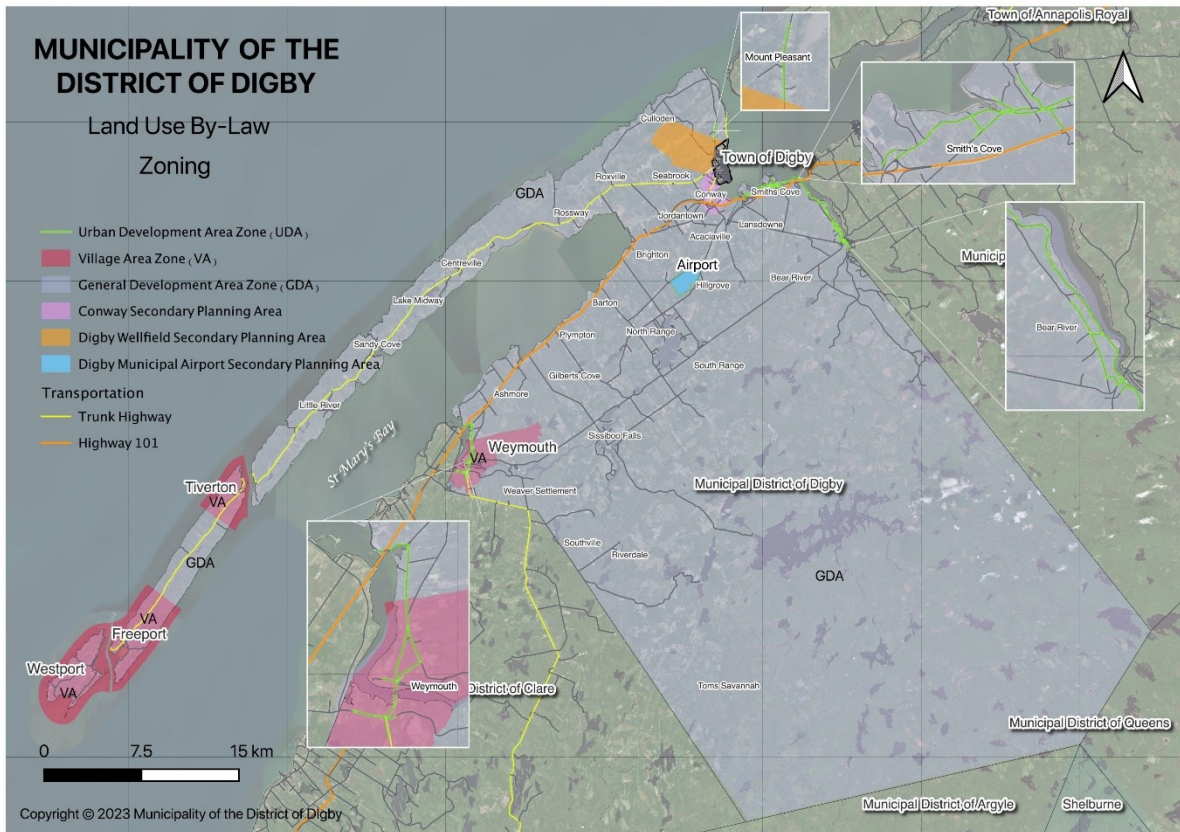 MUNICIPALITY OF THE
DISTRICT OF DIGBY
Land Use By-Law
Zoning
Urban Development Area Zone (UDA)
Village Area Zone (VA)
General Development Area Zone (GDA)
Conway Secondary Planning Area
Digby Wellfield Secondary Planning Area
Digby Municipal Airport Secondary Planning Area
Transportation
Trunk Highway
Highway 101
Town of Annapolis Royal
Mount Pleasant
Culloden
Town of Digby
Smith's Cove
Roxville
Seabrook
Smiths Cove
GDA
Conway
Rossway
Jordantown
Lansdowne
Acaciaville
Brighton
Municip
Centreville
Airport
Bear River
Hillgrove
Lake Midway
Barton
Bear River
North Range
Plympton
Sandy Cove
South Range
Gilberts Cove
Ashmore
Little River
St Mary's Bay
Sissiboo Falls
Weymouth
VA
Municipal District of Digby
Tiverton
VA
Weaver Settlement
Southville
Riverdale
GDA
GDA
VA
Freeport
Westport
VA
Weymouth
District of Clare
Toms Savannah
Municipal District of Queens
0 7.5 15 km
Municipal District of Argyle
Shelburne
Copyright © 2023 Municipality of the District of Digby